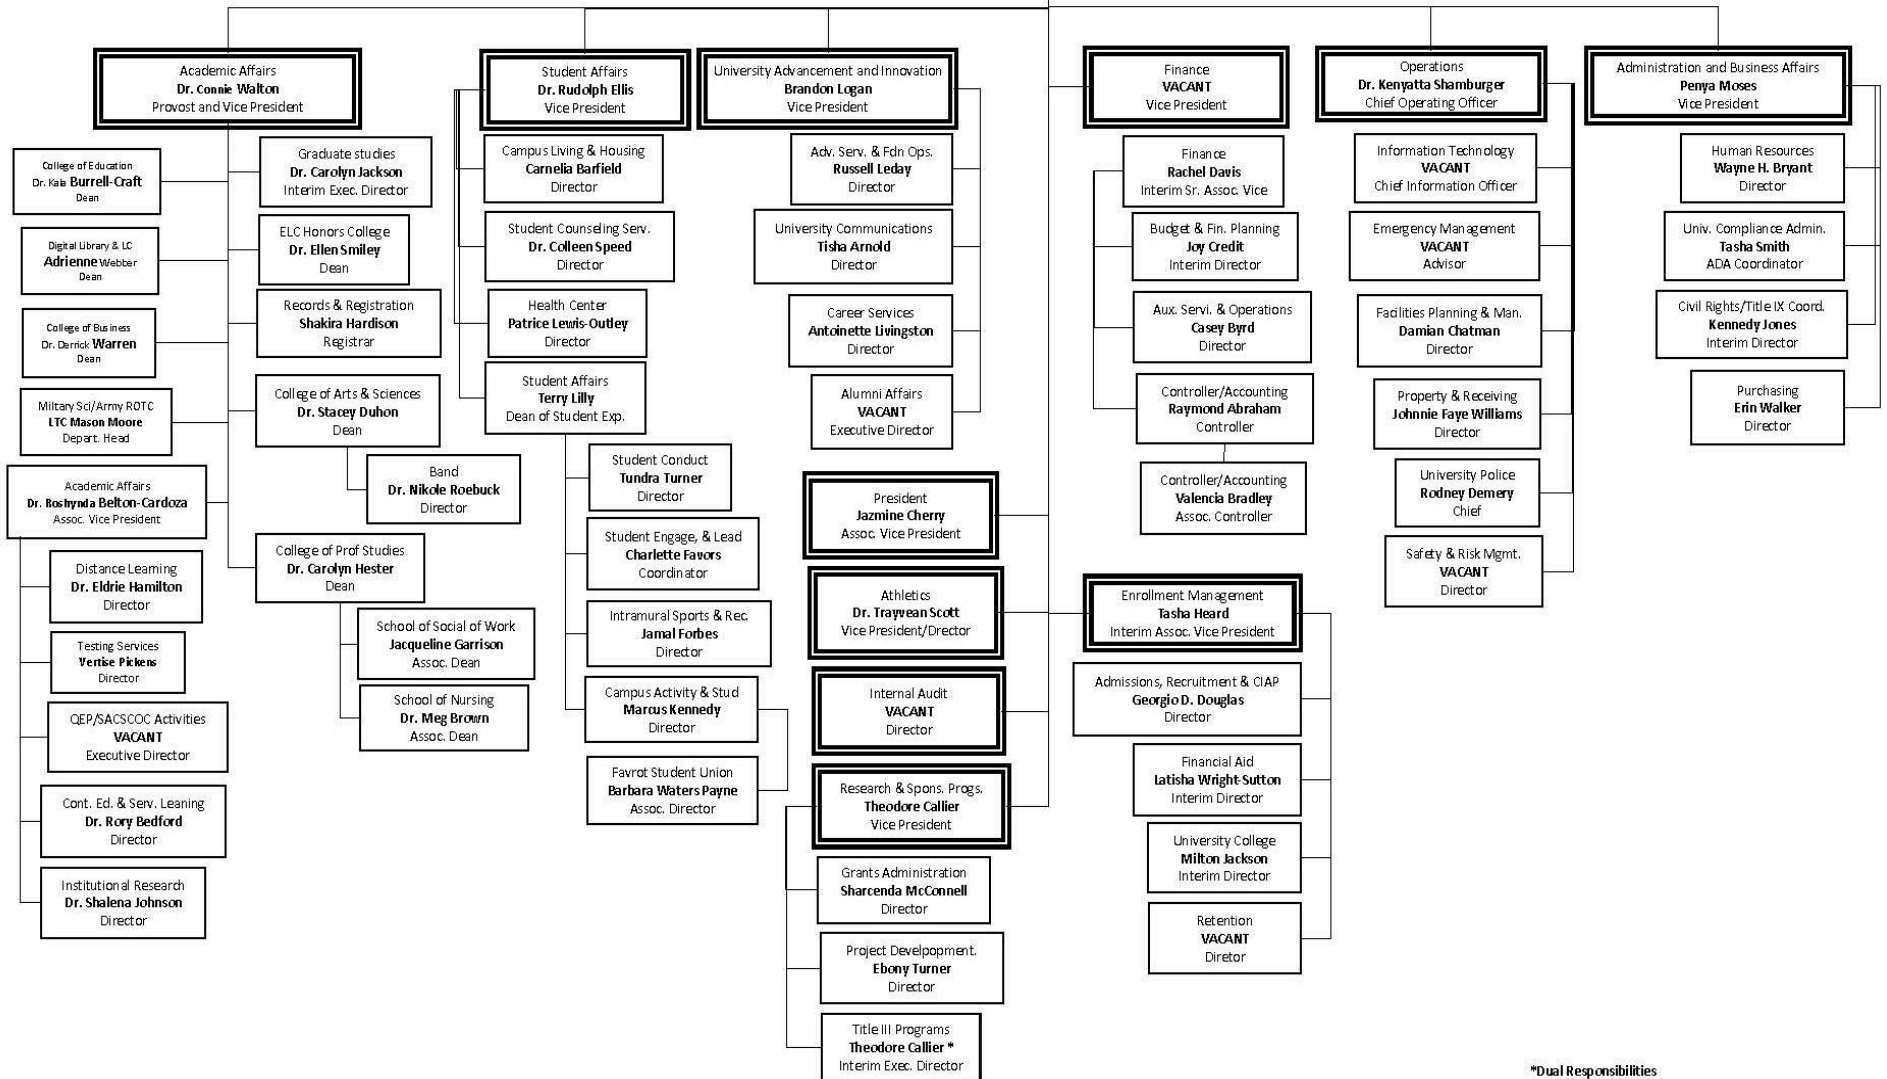 Academic Affairs
Dr. Connie Walton
Provost and Vice President
College of Education
Dr. Kala Burrell-Craft
Dean
Digital Library & LC
Adrienne Webber
Dean
College of Business
Dr. Derrick Warren
Dean
Miltary Sci/Army ROTC
LTC Mason Moore
Depart. Head
Academic Affairs
Dr. Roshynda Belton-Cardoza
Assoc. Vice President
Distance Learning
Dr. Eldrie Hamilton
Director
Testing Services
Vertise Pickens
Director
QEP/SACSCOC Activities
VACANT
Executive Director
Cont. Ed. & Serv. Leaning
Dr. Rory Bedford
Director
Institutional Research
Dr. Shalena Johnson
Director
Graduate studies
Dr. Carolyn Jackson
Interim Exec. Director
ELC Honors College
Dr. Ellen Smiley
Dean
Records & Registration
Shakira Hardison
Registrar
College of Arts & Sciences
Dr. Stacey Duhon
Dean
Band
Dr. Nikole Roebuck
Director
College of Prof Studies
Dr. Carolyn Hester
Dean
School of Social of Work
Jacqueline Garrison
Assoc. Dean
School of Nursing
Dr. Meg Brown
Assoc. Dean
Student Affairs
Dr. Rudolph Ellis
Vice President
Campus Living & Housing
Carnelia Barfield
Director
Student Counseling Serv.
Dr. Colleen Speed
Director
Health Center
Patrice Lewis-Outley
Director
Student Affairs
Terry Lilly
Dean of Student Exp.
Student Conduct
Tundra Turner
Director
Student Engage, & Lead
Charlette Favors
Coordinator
Intramural Sports & Rec.
Jamal Forbes
Director
Campus Activity & Stud
Marcus Kennedy
Director
Favrot Student Union
Barbara Waters Payne
Assoc. Director
University Advancement and Innovation
Brandon Logan
Vice President
Adv. Serv. & Fdn Ops.
Russell Leday
Director
University Communications
Tisha Arnold
Director
Career Services
Antoinette Livingston
Director
Alumni Affairs
VACANT
Executive Director
President
Jazmine Cherry
Assoc. Vice President
Athletics
Dr. Trayvean Scott
Vice President/Drector
Internal Audit
VACANT
Director
Research & Spons. Progs.
Theodore Callier
Vice President
Grants Administration
Sharcenda McConnell
Director
Project Develpopment.
Ebony Turner
Director
Title III Programs
Theodore Callier *
Interim Exec. Director
Finance
VACANT
Vice President
Finance
Rachel Davis
Interim Sr. Assoc. Vice
Budget & Fin. Planning
Joy Credit
Interim Director
Aux. Servi. & Operations
Casey Byrd
Director
Controller/Accounting
Raymond Abraham
Controller
Controller/Accounting
Valencia Bradley
Assoc. Controller
Enrollment Management
Tasha Heard
Interim Assoc. Vice President
Admissions, Recruitment & CIAP
Georgio D. Douglas
Director
Financial Aid
Latisha Wright-Sutton
Interim Director
University College
Milton Jackson
Interim Director
Retention
VACANT
Diretor
Operations
Dr. Kenyatta Shamburger
Chief Operating Officer
Information Technology
VACANT
Chief Information Officer
Emergency Management
VACANT
Advisor
Facilities Planning & Man.
Damian Chatman
Director
Property & Receiving
Johnnie Faye Williams
Director
University Police
Rodney Demery
Chief
Safety & Risk Mgmt.
VACANT
Director
Administration and Business Affairs
Penya Moses
Vice President
Human Resources
Wayne H. Bryant
Director
Univ. Compliance Admin.
Tasha Smith
ADA Coordinator
Civil Rights/Title IX Coord.
Kennedy Jones
Interim Director
Purchasing
Erin Walker
Director
*Dual Responsibilities